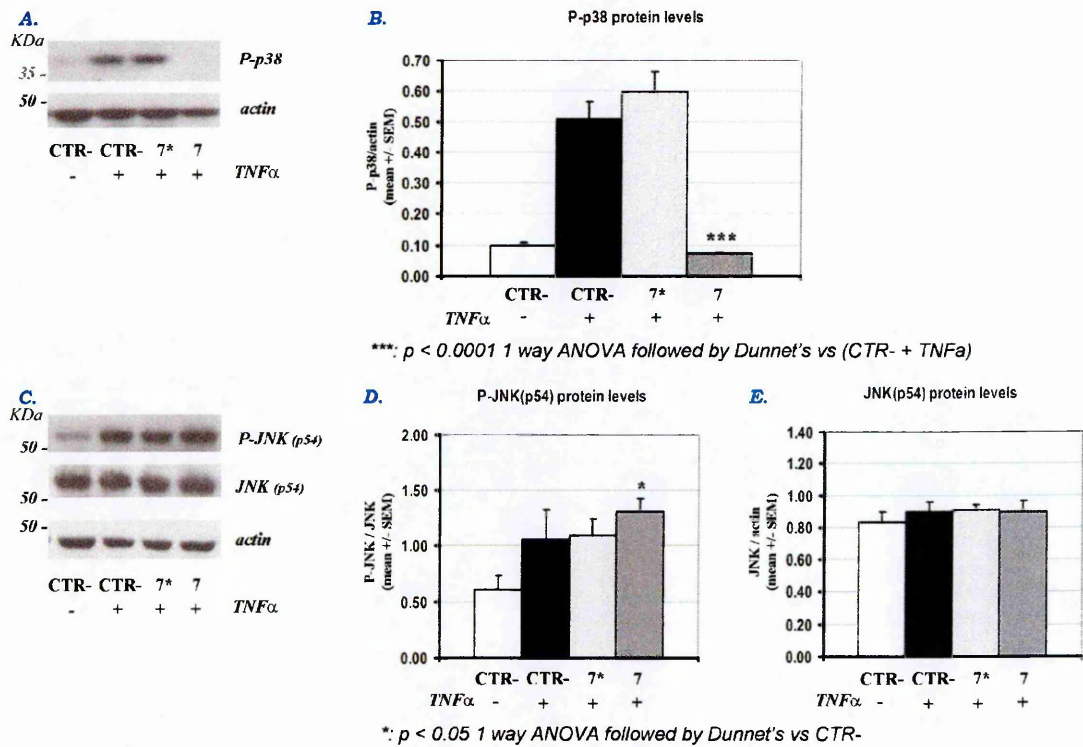 A.
KDa
35 -
P-p38
50 -
actin
CTR- CTR- 7* 7
- + + + TNFα
B.
P-p38 protein levels
P-p38/actin
(mean +/- SEM)
0.70
0.60
0.50
0.40
0.30
0.20
0.10
0.00
***
CTR- CTR- 7* 7
TNFα - + + +
***: p < 0.0001 1 way ANOVA followed by Dunnet's vs (CTR- + TNFa)
C.
KDa
50 -
P-JNK (p54)
50 -
JNK (p54)
50 -
actin
CTR- CTR- 7* 7
- + + + TNFα
D.
P-JNK(p54) protein levels
P-JNK / JNK
(mean +/- SEM)
2.00
1.50
1.00
0.50
0.00
*
CTR- CTR- 7* 7
TNFα - + + +
E.
JNK(p54) protein levels
JNK / actin
(mean +/- SEM)
1.40
1.20
1.00
0.80
0.60
0.40
0.20
0.00
CTR- CTR- 7* 7
TNFα - + + +
*: p < 0.05 1 way ANOVA followed by Dunnet's vs CTR-